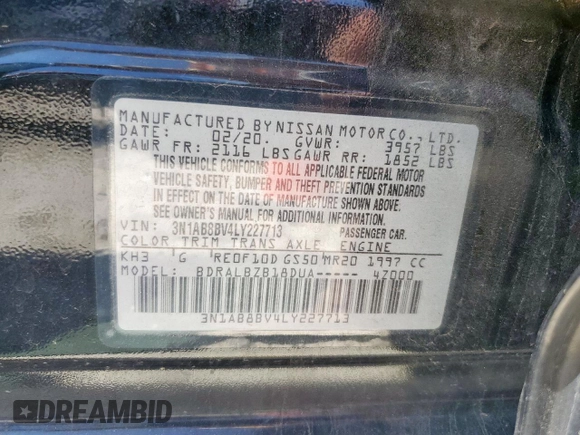 MANUFACTURED BY NISSAN MOTOR CO., LTD.
DATE: 02/20. GVWR: 3957 LBS
GAWR FR: 2116 LBS GAWR RR: 1852 LBS
THIS VEHICLE CONFORMS TO ALL APPLICABLE FEDERAL MOTOR
VEHICLE SAFETY, BUMPER AND THEFT PREVENTION STANDARDS
IN EFFECT ON THE DATE OF MANUFACTURE SHOWN ABOVE.
SEE OWNER'S MANUAL FOR ADDITIONAL INFORMATION
VIN: 3N1AB8BV4LY227713 PASSENGER CAR.
COLOR TRIM TRANS AXLE ENGINE
KH3 G RE0F10D GS50 MR20 1997 CC
MODEL: BDRALBZB18DUA----- 4Z000
3N1AB8BV4LY227713
DREAMBID